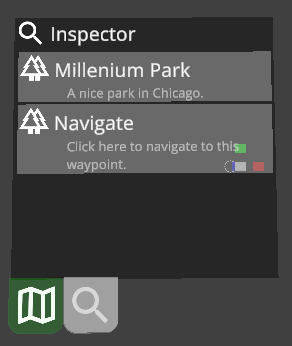 Inspector
Millenium Park
A nice park in Chicago.
Navigate
Click here to navigate to this
waypoint.